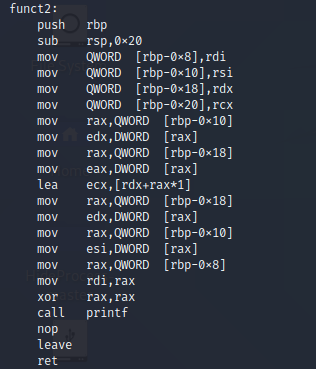 funct2:
push rbp
sub rsp,0×20
mov QWORD [rbp-0×8],rdi
mov QWORD [rbp-0×10],rsi
mov QWORD [rbp-0×18],rdx
mov QWORD [rbp-0×20],rcx
mov rax,QWORD [rbp-0×10]
mov edx,DWORD [rax]
mov rax,QWORD [rbp-0×18]
mov eax,DWORD [rax]
lea ecx,[rdx+rax*1]
mov rax,QWORD [rbp-0×18]
mov edx,DWORD [rax]
mov rax,QWORD [rbp-0×10]
mov esi,DWORD [rax]
mov rax,QWORD [rbp-0×8]
mov rdi,rax
xor rax,rax
call printf
nop
leave
ret